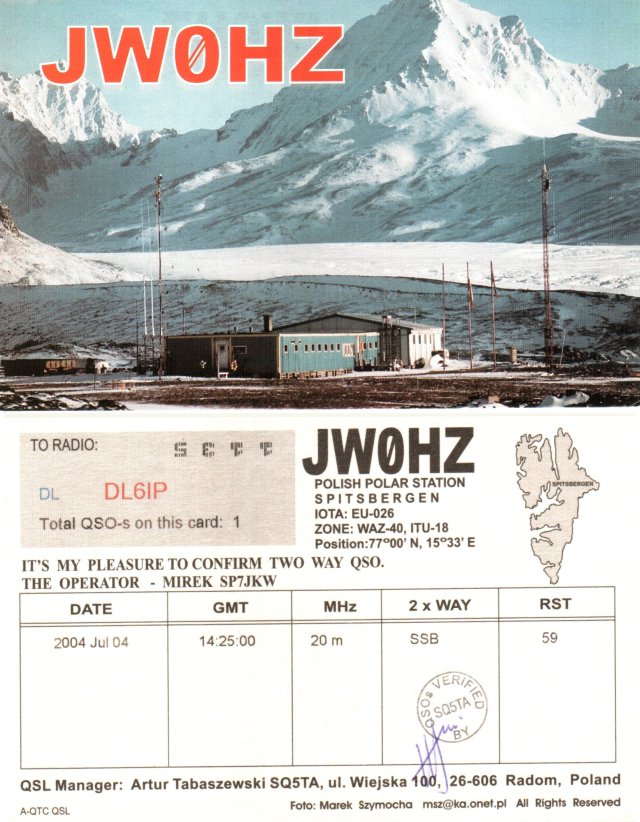 JW0HZ
TO RADIO:
DL DL6IP
Total QSO-s on this card: 1
JW0HZ
POLISH POLAR STATION
SPITSBERGEN
IOTA: EU-026
ZONE: WAZ-40, ITU-18
Position:77°00' N, 15°33' E
SPITSBERGEN
IT'S MY PLEASURE TO CONFIRM TWO WAY QSO.
THE OPERATOR - MIREK SP7JKW
DATE GMT MHz 2 x WAY RST
2004 Jul 04 14:25:00 20 m SSB 59
QSOs VERIFIED
SQ5TA
BY
QSL Manager: Artur Tabaszewski SQ5TA, ul. Wiejska 100, 26-606 Radom, Poland
A-QTC QSL
Foto: Marek Szymocha msz@ka.onet.pl All Rights Reserved